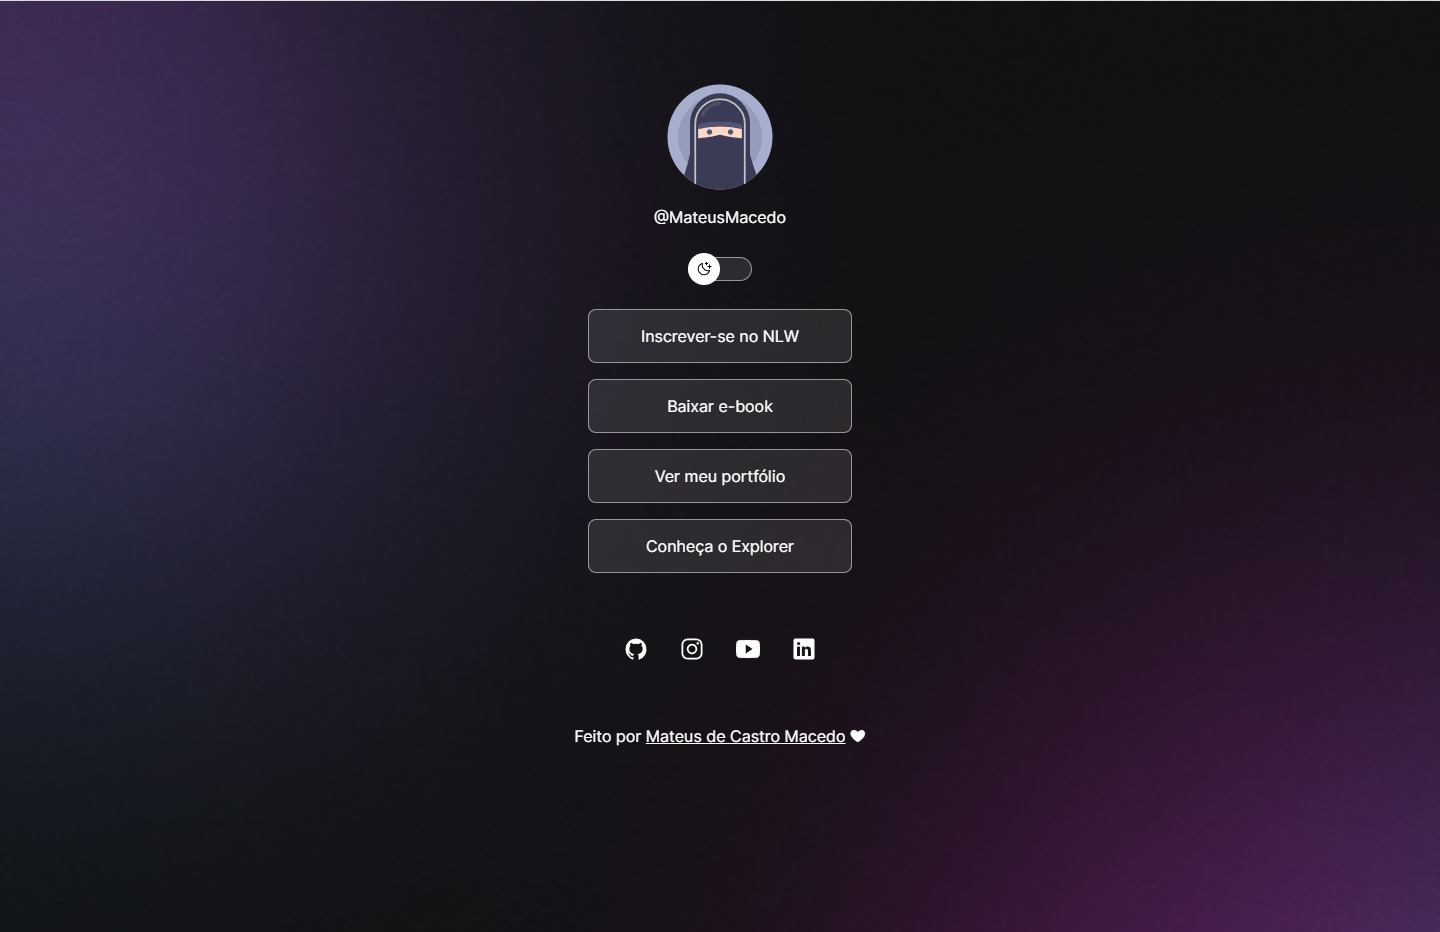 @MateusMacedo
Inscrever-se no NLW
Baixar e-book
Ver meu portfólio
Conheça o Explorer
Feito por Mateus de Castro Macedo